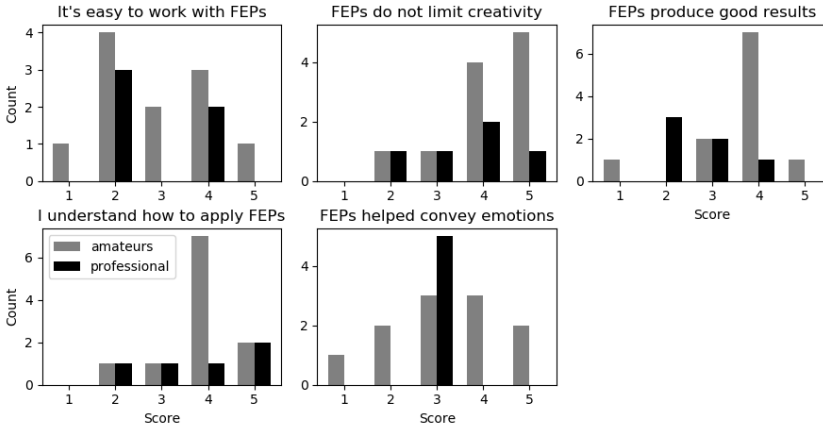 It's easy to work with FEPs
FEPs do not limit creativity
FEPs produce good results
Count
4
3
2
1
0
1 2 3 4 5
4
2
0
1 2 3 4 5
6
4
2
0
1 2 3 4 5
Score
I understand how to apply FEPs
FEPs helped convey emotions
Count
6
4
2
0
amateurs
professional
1 2 3 4 5
Score
4
2
0
1 2 3 4 5
Score